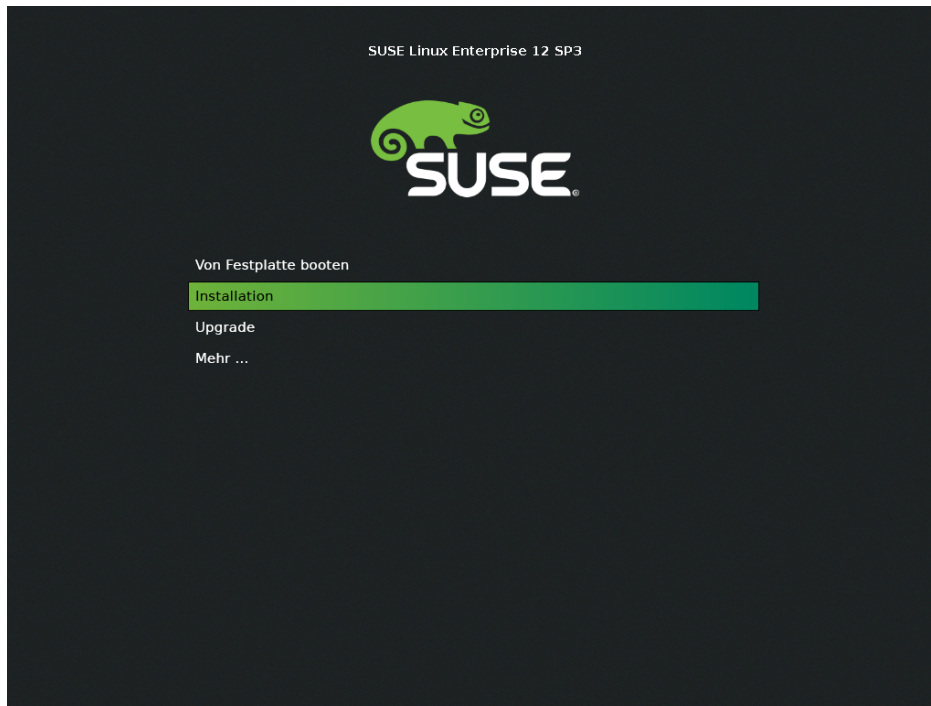 SUSE Linux Enterprise 12 SP3
SUSE®
Von Festplatte booten
Installation
Upgrade
Mehr ...